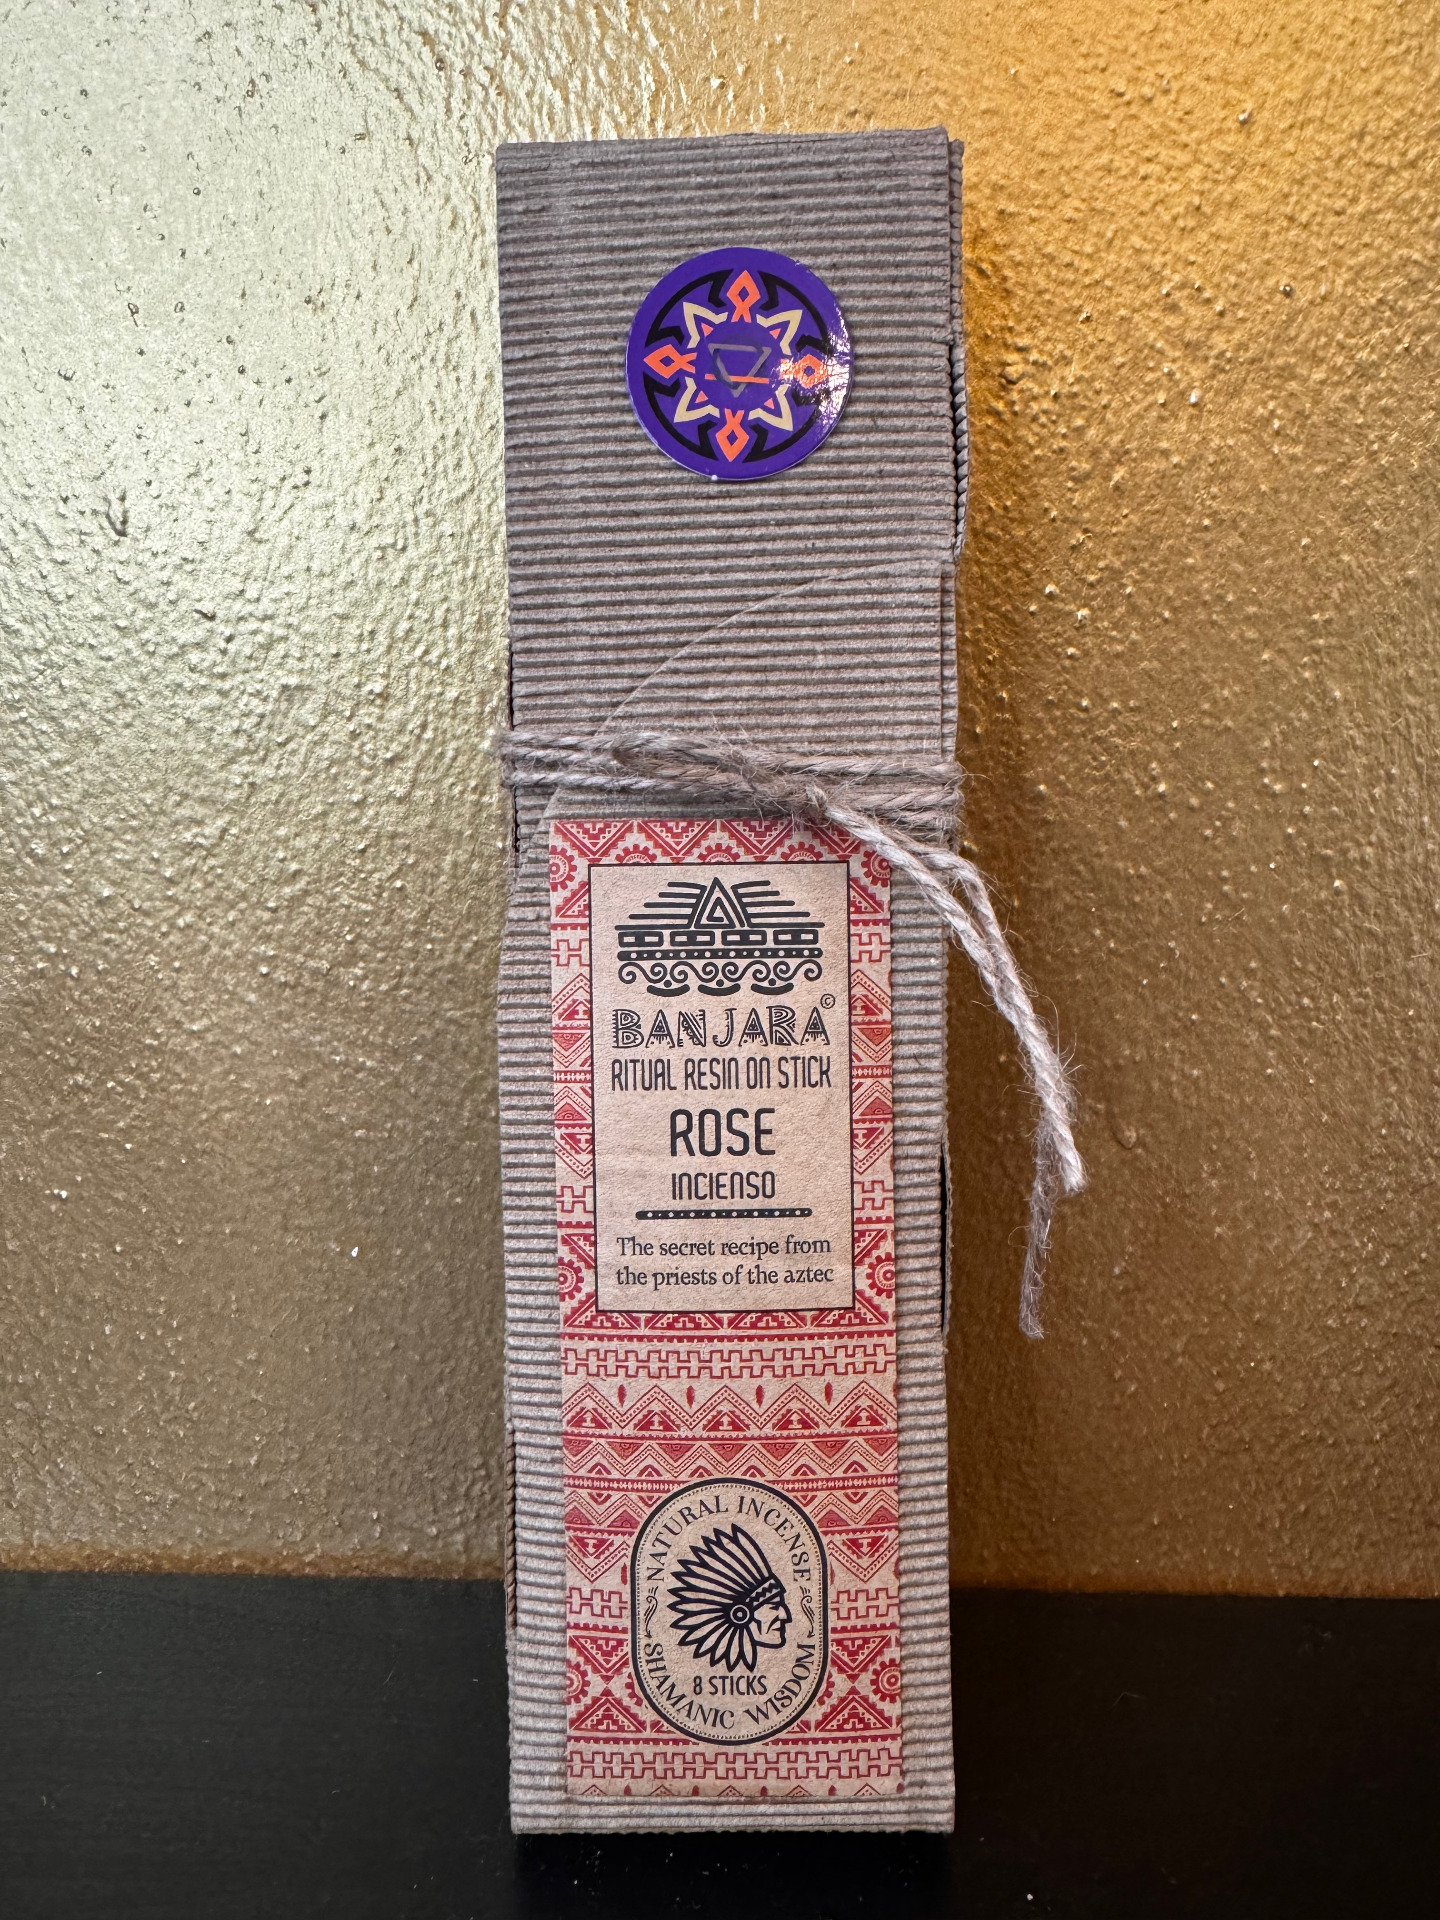 BANJARA©
RITUAL RESIN ON STICK
ROSE
INCIENSO
The secret recipe from
the priests of the aztec
NATURAL INCENSE
8 STICKS
SHAMANIC WISDOM